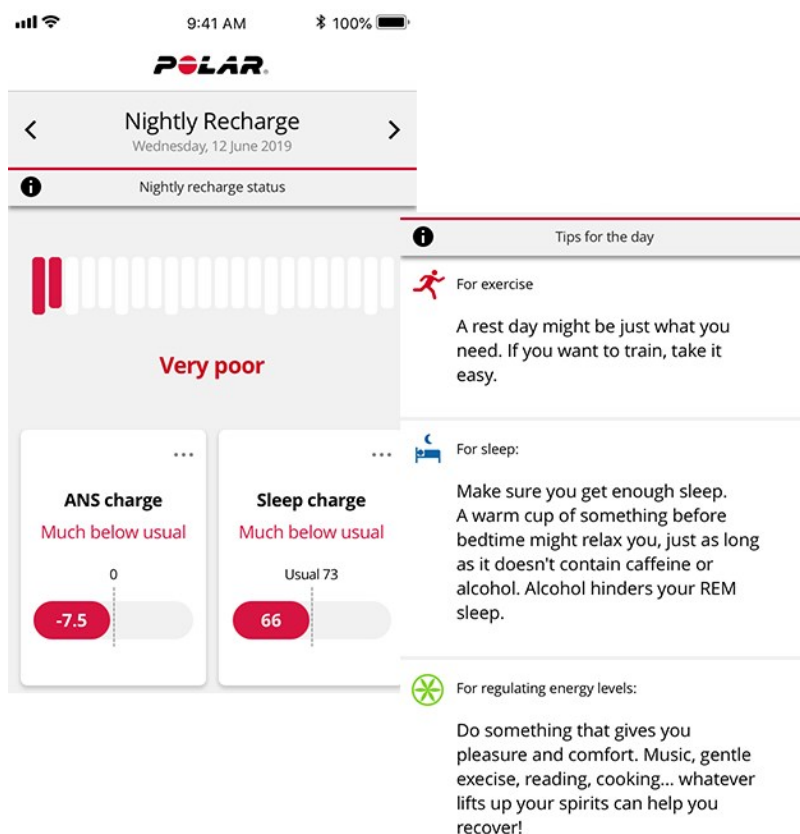 9:41 AM
100%
POLAR.
Nightly Recharge
Wednesday, 12 June 2019
Nightly recharge status
Very poor
ANS charge
Much below usual
0
-7.5
Sleep charge
Much below usual
Usual 73
66
Tips for the day
For exercise
A rest day might be just what you
need. If you want to train, take it
easy.
For sleep:
Make sure you get enough sleep.
A warm cup of something before
bedtime might relax you, just as long
as it doesn't contain caffeine or
alcohol. Alcohol hinders your REM
sleep.
For regulating energy levels:
Do something that gives you
pleasure and comfort. Music, gentle
execise, reading, cooking... whatever
lifts up your spirits can help you
recover!